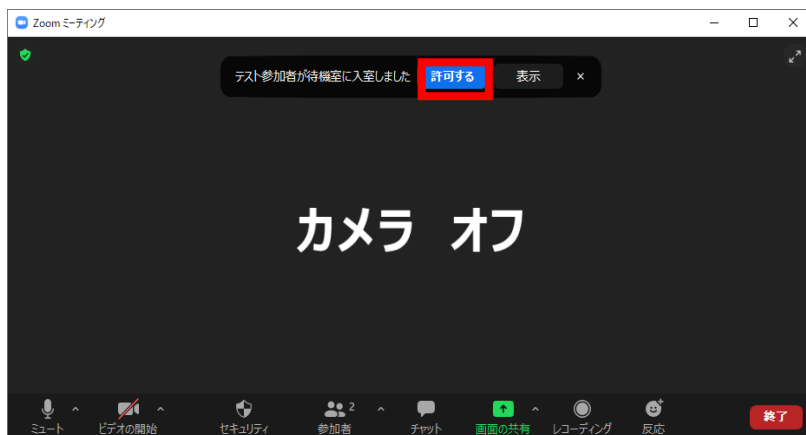 Zoom ミーティング
テスト参加者が待機室に入室しました 許可する 表示
カメラ オフ
2
ミュート ビデオの開始 セキュリティ 参加者 チャット 画面の共有 レコーディング 反応 終了